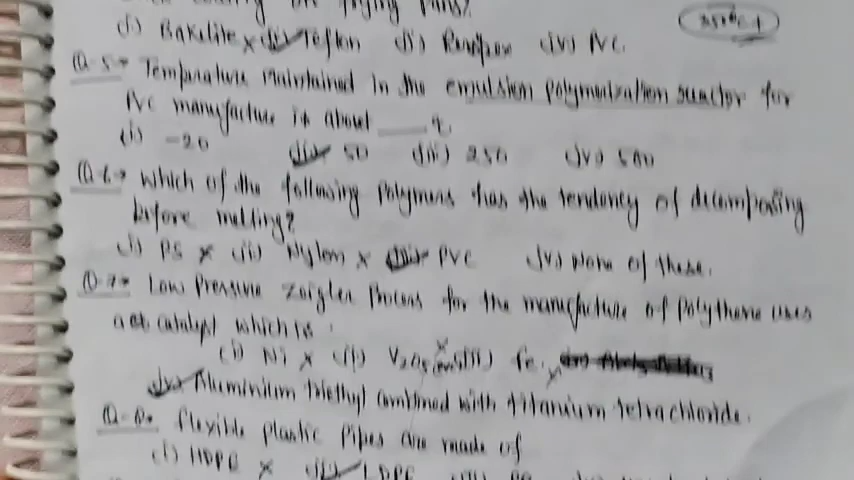 frying pans?
(i) Bakelite x (ii) Teflon (iii) (iv) PVC.
Q.5 Temperature maintained in the emulsion polymerization reactor for
PVC manufacture is about ____ °C.
(i) -20 (ii) 50 (iii) 250 (iv) 500
Q.6 Which of the following polymers has the tendency of decomposing
before melting?
(i) PS x (ii) Nylon x (iii) PVC (iv) None of these.
Q.7 Low Pressure Zeigler Process for the manufacture of Polythene uses
a catalyst which is
(i) Ni x (ii) V2O5 x (iii) Fe. x
(iv) Aluminium triethyl combined with titanium tetrachloride.
Q.8 Flexible plastic Pipes are made of
(i) HDPE x (ii) LDPE